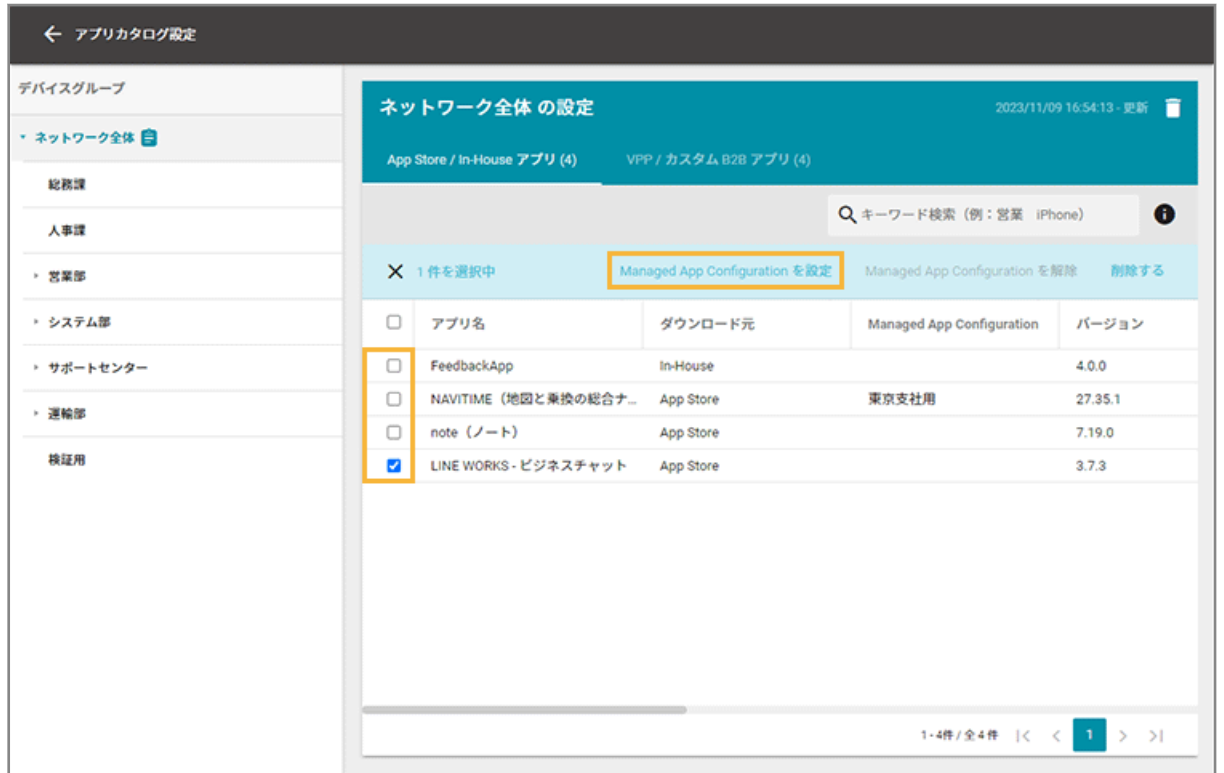 アプリカタログ設定
デバイスグループ
ネットワーク全体
総務課
人事課
営業部
システム部
サポートセンター
運輸部
検証用
ネットワーク全体 の設定
2023/11/09 16:54:13 - 更新
App Store / In-House アプリ (4) VPP / カスタム B2B アプリ (4)
キーワード検索（例：営業 iPhone）
1 件を選択中 Managed App Configuration を設定 Managed App Configuration を解除 削除する
アプリ名 ダウンロード元 Managed App Configuration バージョン
FeedbackApp In-House 4.0.0
NAVITIME（地図と乗換の総合ナ... App Store 東京支社用 27.35.1
note（ノート） App Store 7.19.0
LINE WORKS - ビジネスチャット App Store 3.7.3
1 - 4件 / 全 4 件 |< < 1 > >|